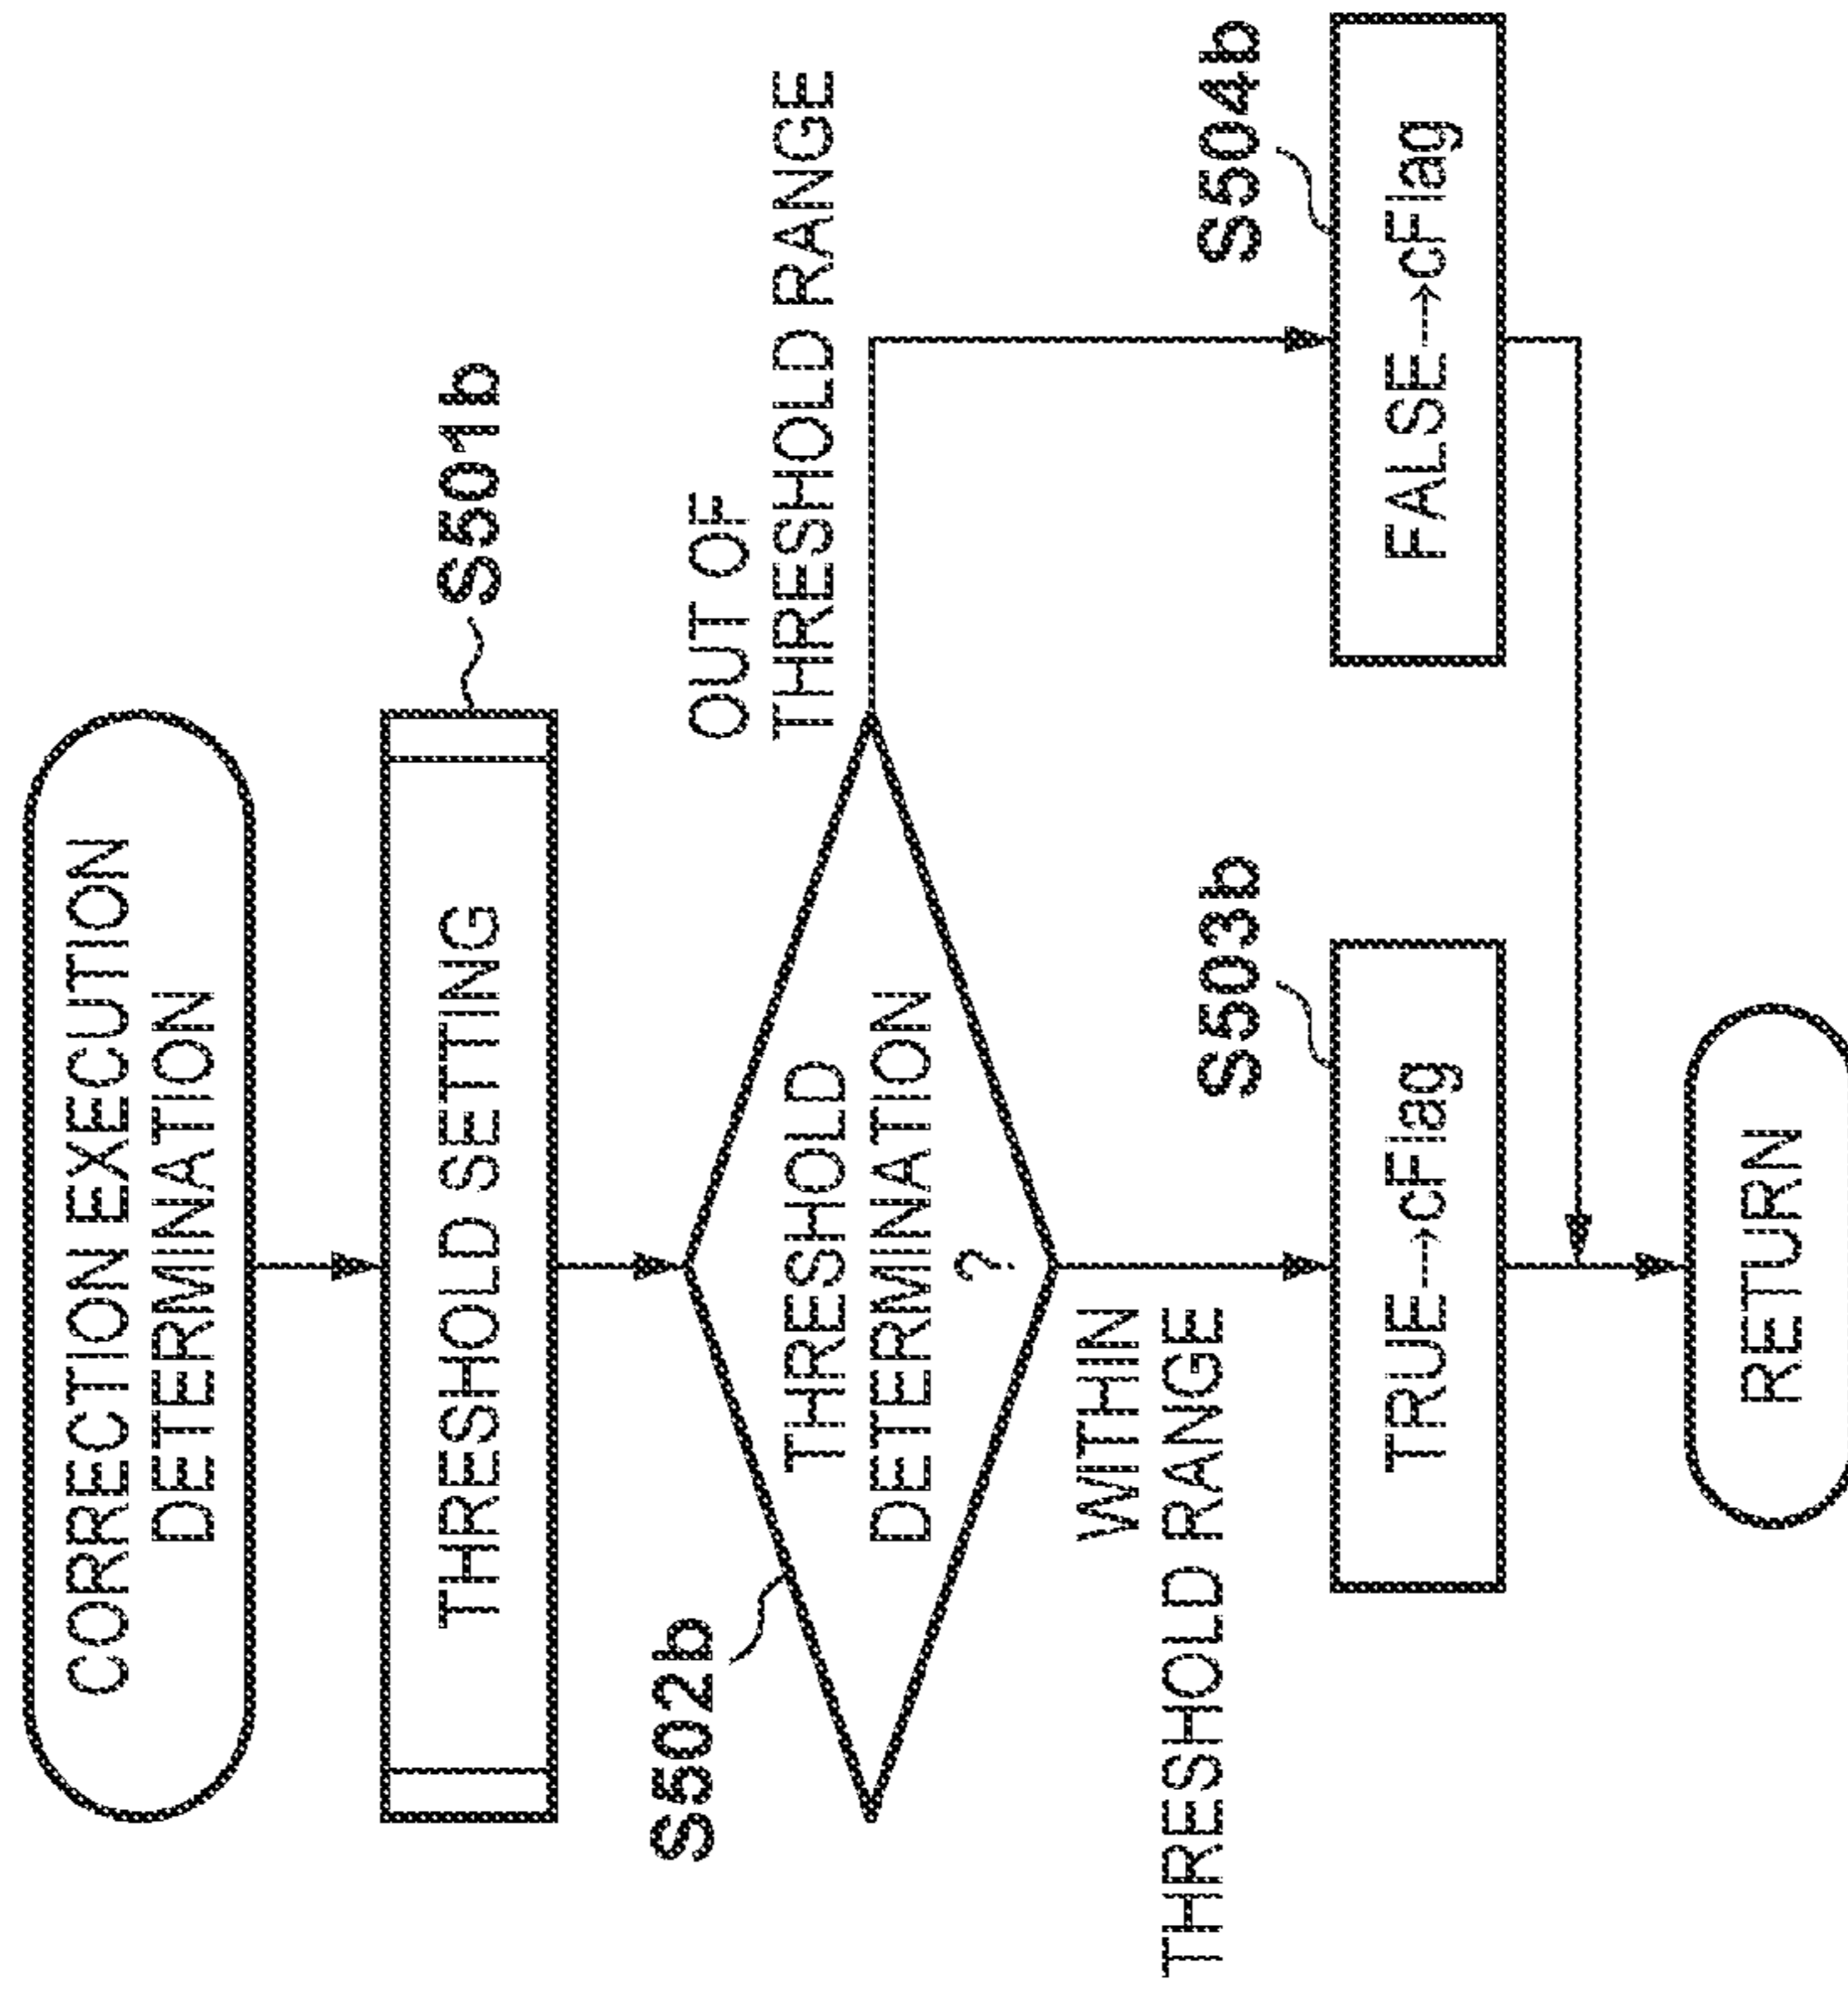 CORRECTION EXECUTION
DETERMINATION
THRESHOLD SETTING
S501b
S502b
THRESHOLD
DETERMINATION
?
OUT OF
THRESHOLD RANGE
WITHIN
THRESHOLD RANGE
S503b
TRUE→cFlag
S504b
FALSE→cFlag
RETURN